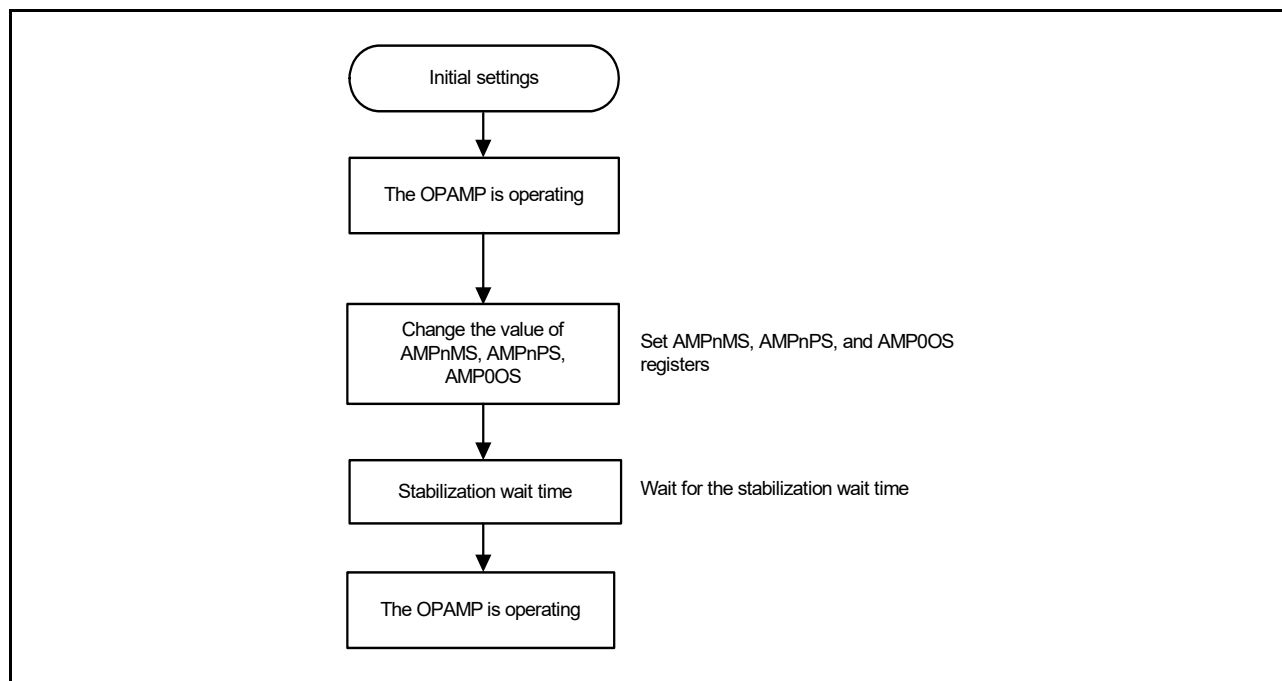 Initial settings
The OPAMP is operating
Change the value of
AMPnMS, AMPnPS,
AMP0OS
Set AMPnMS, AMPnPS, and AMP0OS
registers
Stabilization wait time
Wait for the stabilization wait time
The OPAMP is operating